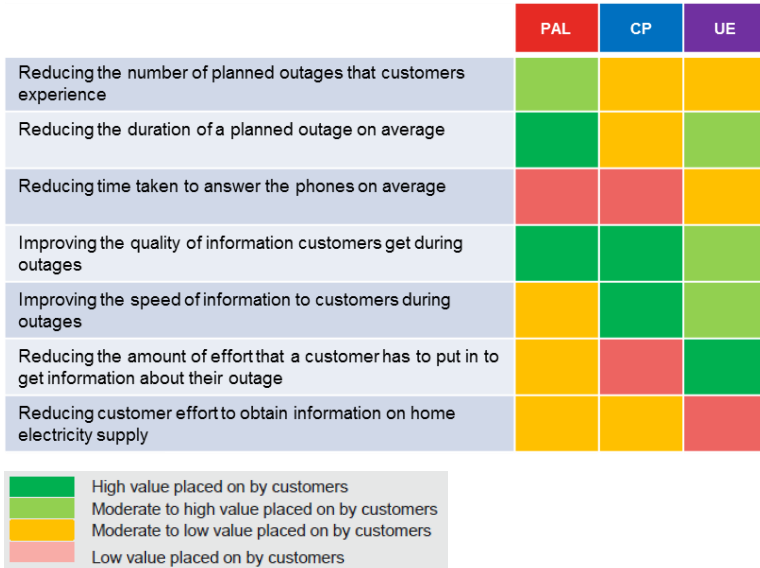 PAL CP UE
Reducing the number of planned outages that customers
experience
Reducing the duration of a planned outage on average
Reducing time taken to answer the phones on average
Improving the quality of information customers get during
outages
Improving the speed of information to customers during
outages
Reducing the amount of effort that a customer has to put in to
get information about their outage
Reducing customer effort to obtain information on home
electricity supply
High value placed on by customers
Moderate to high value placed on by customers
Moderate to low value placed on by customers
Low value placed on by customers